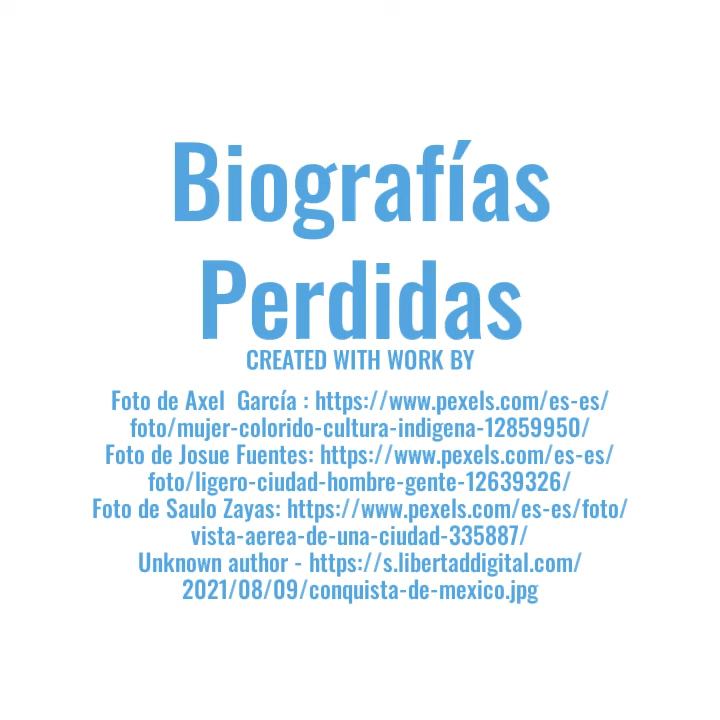 Biografías
Perdidas
CREATED WITH WORK BY
Foto de Axel  García : https://www.pexels.com/es-es/
foto/mujer-colorido-cultura-indigena-12859950/
Foto de Josue Fuentes: https://www.pexels.com/es-es/
foto/ligero-ciudad-hombre-gente-12639326/
Foto de Saulo Zayas: https://www.pexels.com/es-es/foto/
vista-aerea-de-una-ciudad-335887/
Unknown author - https://s.libertaddigital.com/
2021/08/09/conquista-de-mexico.jpg